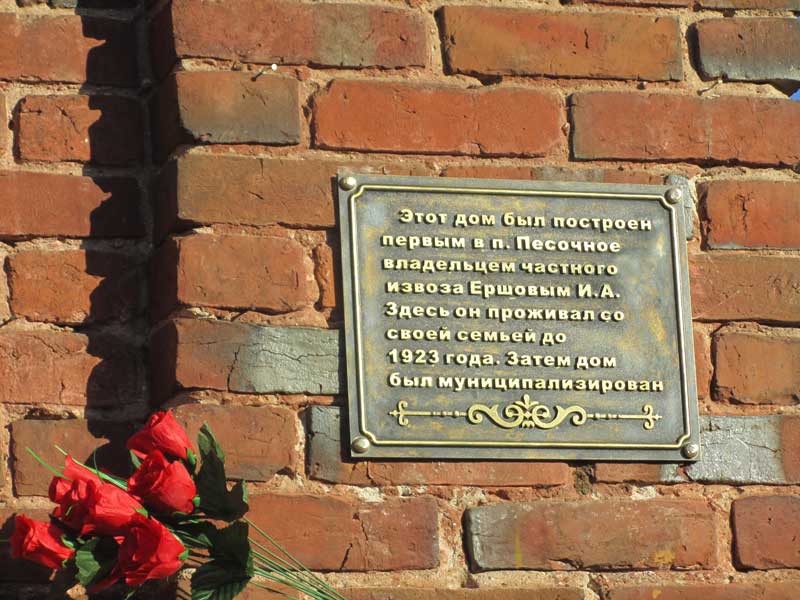 Этот дом был построен
первым в п. Песочное
владельцем частного
извоза Ершовым И.А.
Здесь он проживал со
своей семьей до
1923 года. Затем дом
был муниципализирован